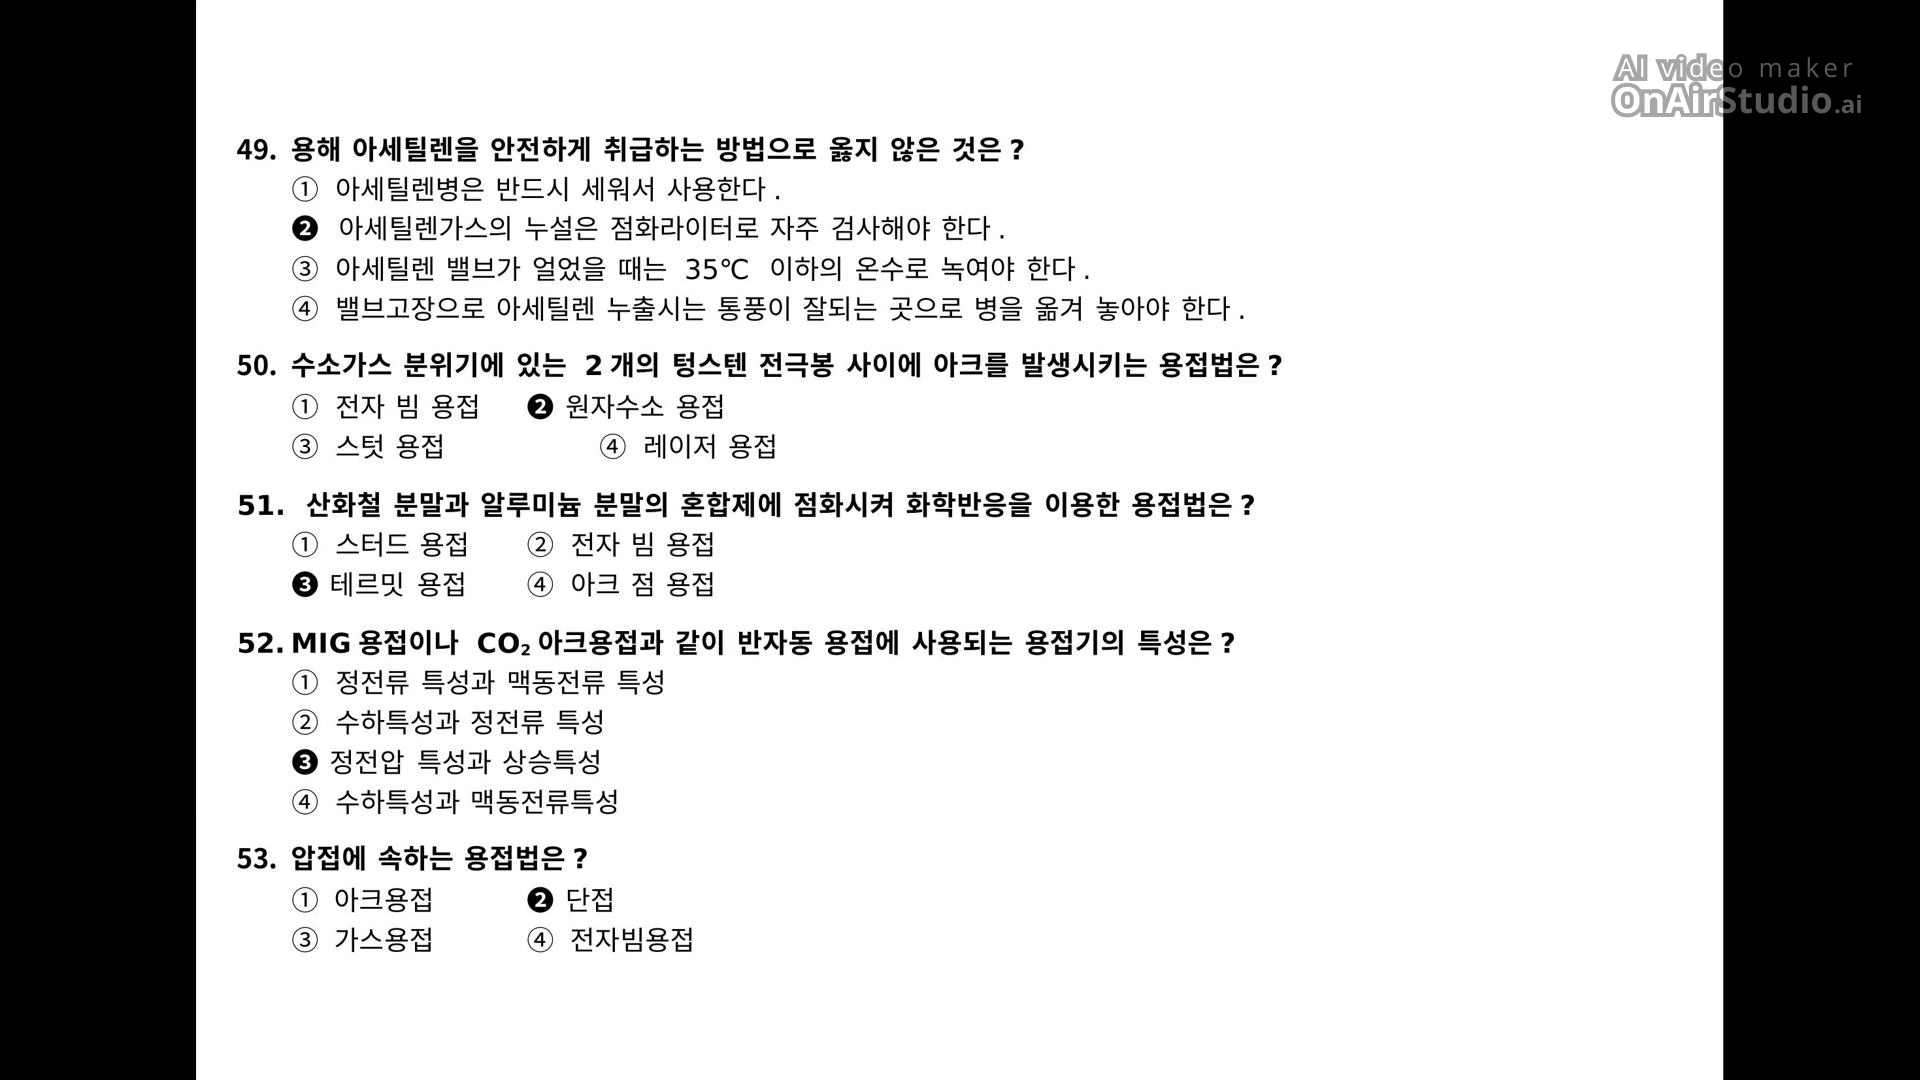 AI video maker
OnAirStudio.ai
49. 용해 아세틸렌을 안전하게 취급하는 방법으로 옳지 않은 것은?
① 아세틸렌병은 반드시 세워서 사용한다.
❷ 아세틸렌가스의 누설은 점화라이터로 자주 검사해야 한다.
③ 아세틸렌 밸브가 얼었을 때는 35℃ 이하의 온수로 녹여야 한다.
④ 밸브고장으로 아세틸렌 누출시는 통풍이 잘되는 곳으로 병을 옮겨 놓아야 한다.
50. 수소가스 분위기에 있는 2개의 텅스텐 전극봉 사이에 아크를 발생시키는 용접법은?
① 전자 빔 용접 ❷ 원자수소 용접
③ 스텃 용접 ④ 레이저 용접
51. 산화철 분말과 알루미늄 분말의 혼합제에 점화시켜 화학반응을 이용한 용접법은?
① 스터드 용접 ② 전자 빔 용접
❸ 테르밋 용접 ④ 아크 점 용접
52. MIG 용접이나 CO₂ 아크용접과 같이 반자동 용접에 사용되는 용접기의 특성은?
① 정전류 특성과 맥동전류 특성
② 수하특성과 정전류 특성
❸ 정전압 특성과 상승특성
④ 수하특성과 맥동전류특성
53. 압접에 속하는 용접법은?
① 아크용접 ❷ 단접
③ 가스용접 ④ 전자빔용접